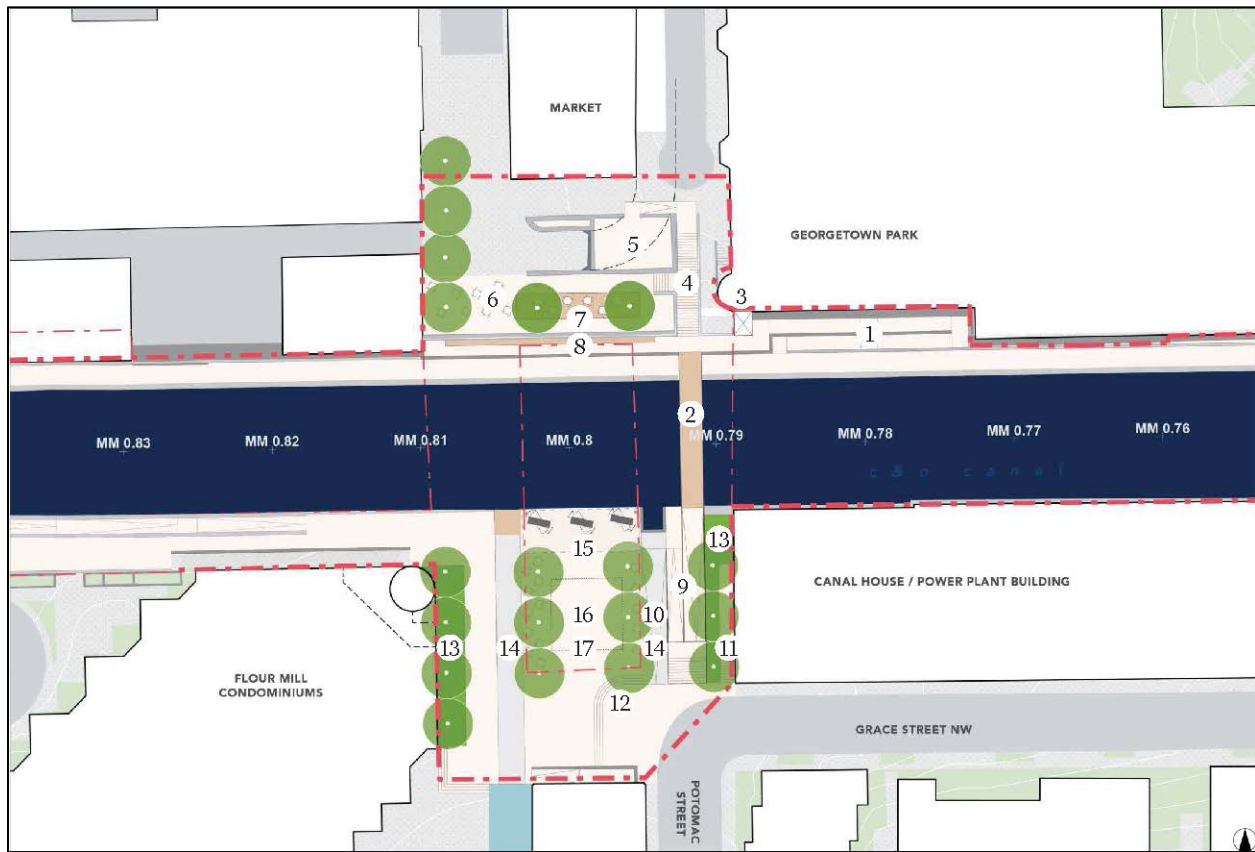 MARKET
GEORGETOWN PARK
5
4
6
3
7
1
8
2
MM 0.83
MM 0.82
MM 0.81
MM 0.8
MM 0.79
MM 0.78
MM 0.77
MM 0.76
c&o canal
15
13
CANAL HOUSE / POWER PLANT BUILDING
9
16
10
13
14
17
14
11
FLOUR MILL
CONDOMINIUMS
12
GRACE STREET NW
POTOMAC
STREET